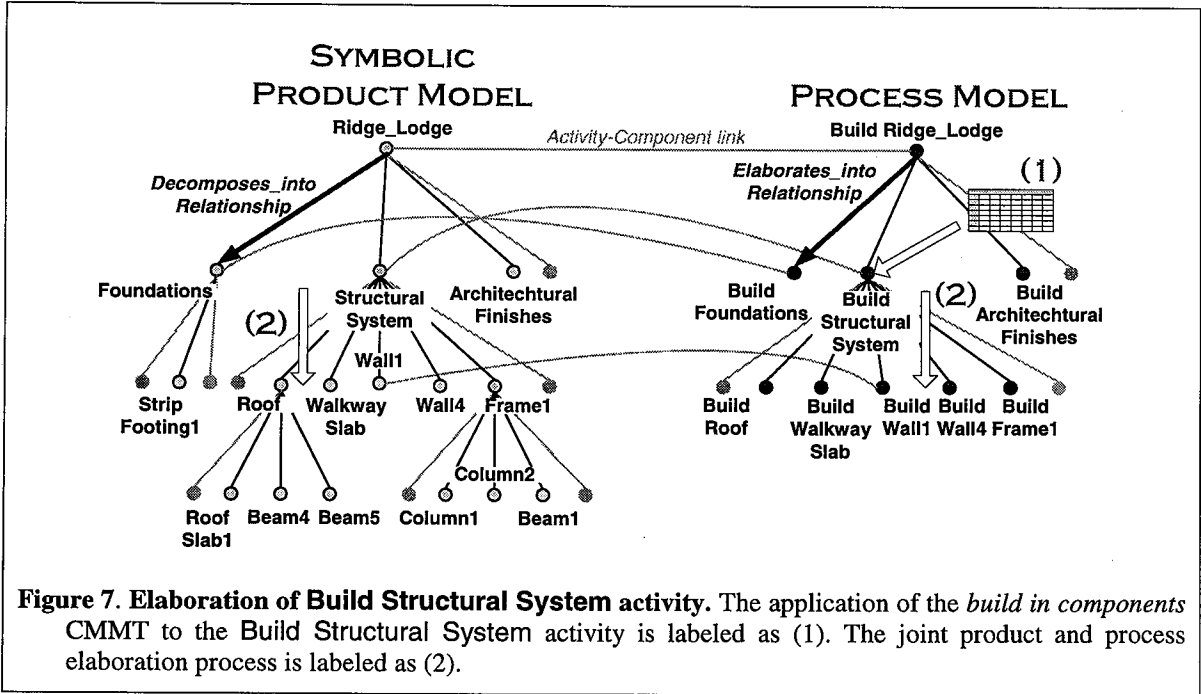 SYMBOLIC
PRODUCT MODEL
PROCESS MODEL
Ridge_Lodge
Activity-Component link
Build Ridge_Lodge
Decomposes_into
Relationship
Elaborates_into
Relationship
(1)
Foundations
Structural
System
Architechtural
Finishes
(2)
Build
Foundations
Build
Structural
System
(2)
Build
Architechtural
Finishes
Wall1
Strip
Footing1
Roof
Walkway
Slab
Wall4
Frame1
Build
Roof
Build
Walkway
Slab
Build
Wall1
Build
Wall4
Build
Frame1
Column2
Roof
Slab1
Beam4
Beam5
Column1
Beam1
Figure 7. Elaboration of Build Structural System activity. The application of the build in components
CMMT to the Build Structural System activity is labeled as (1). The joint product and process
elaboration process is labeled as (2).